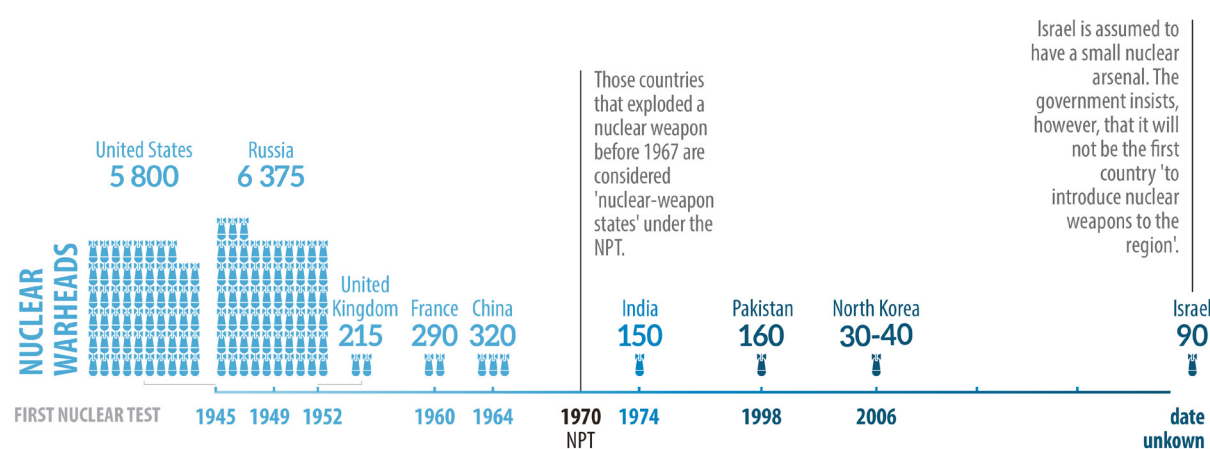 Israel is assumed to
have a small nuclear
arsenal. The
government insists,
however, that it will
not be the first
country 'to
introduce nuclear
weapons to the
region'.
Those countries
that exploded a
nuclear weapon
before 1967 are
considered
'nuclear-weapon
states' under the
NPT.
United States
5 800
Russia
6 375
NUCLEAR
WARHEADS
United
Kingdom
215
France
290
China
320
India
150
Pakistan
160
North Korea
30-40
Israel
90
FIRST NUCLEAR TEST
1945
1949
1952
1960
1964
1970
NPT
1974
1998
2006
date
unkown